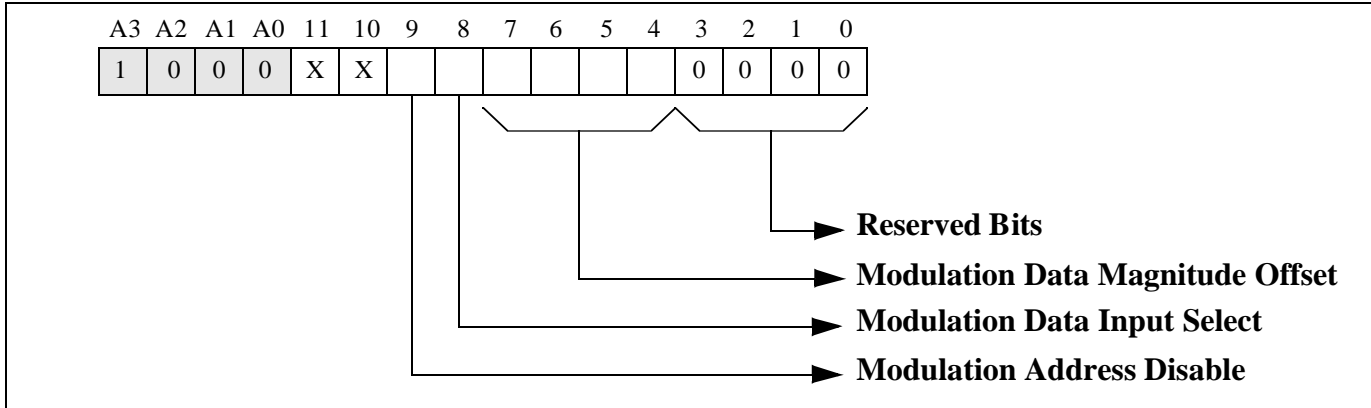 A3 A2 A1 A0 11 10 9 8 7 6 5 4 3 2 1 0
1 0 0 0 X X 0 0 0 0
Reserved Bits
Modulation Data Magnitude Offset
Modulation Data Input Select
Modulation Address Disable